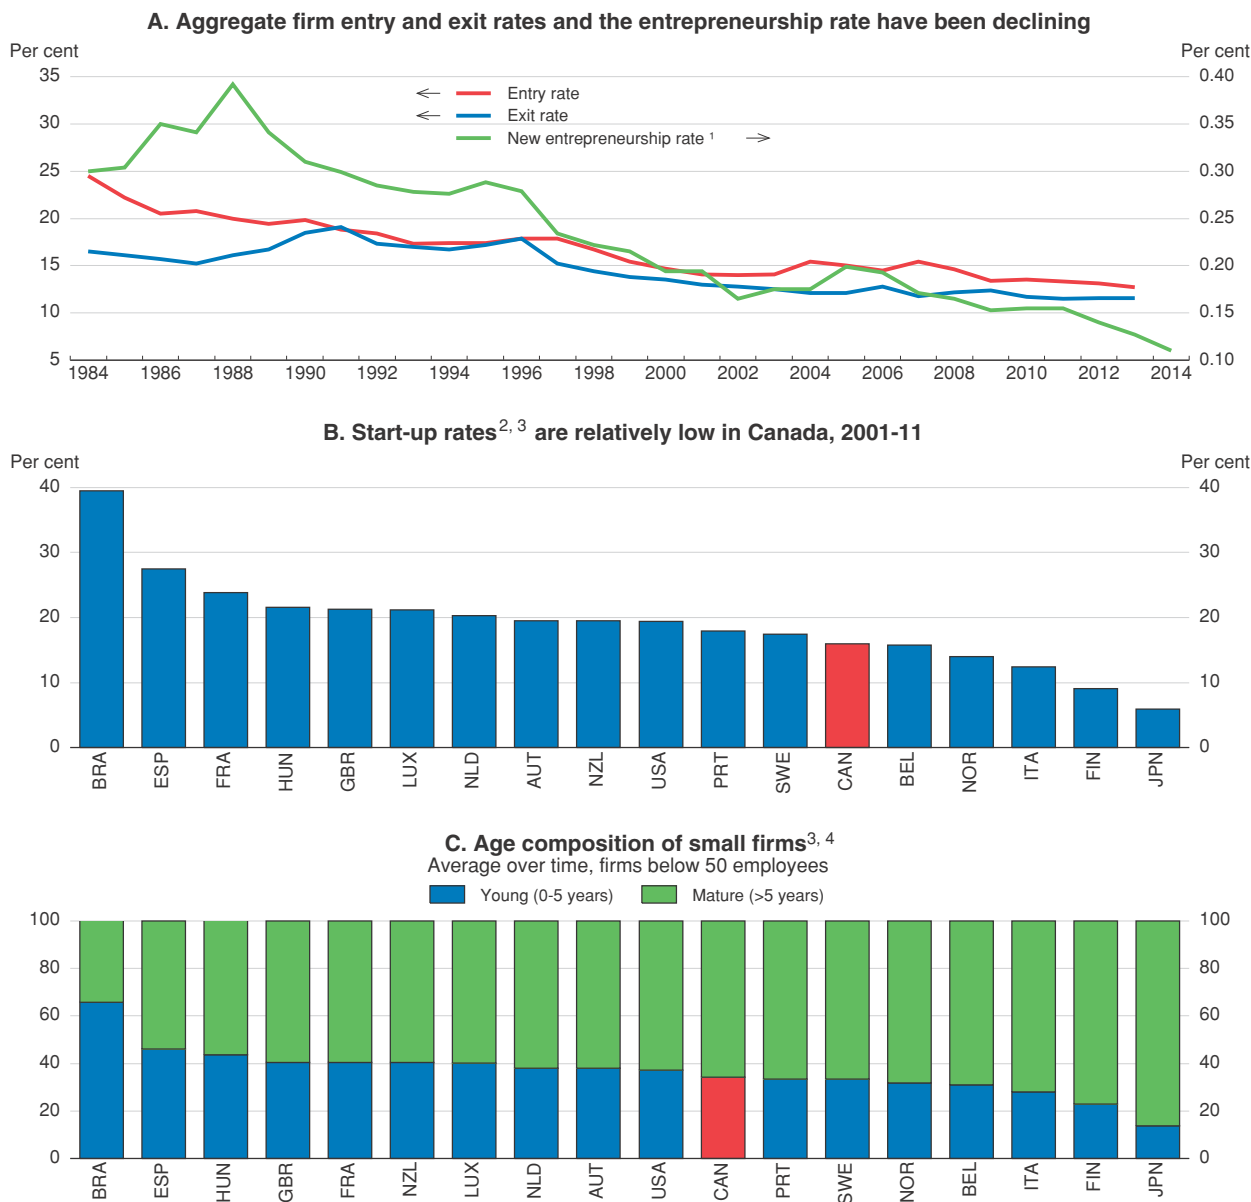 A. Aggregate firm entry and exit rates and the entrepreneurship rate have been declining
Per cent Per cent
35 0.40
Entry rate
Exit rate
30 0.35
New entrepreneurship rate 1
25 0.30
20 0.25
15 0.20
10 0.15
5 0.10
1984 1986 1988 1990 1992 1994 1996 1998 2000 2002 2004 2006 2008 2010 2012 2014
B. Start-up rates2, 3 are relatively low in Canada, 2001-11
Per cent Per cent
40 40
30 30
20 20
10 10
0 0
BRA ESP FRA HUN GBR LUX NLD AUT NZL USA PRT SWE CAN BEL NOR ITA FIN JPN
C. Age composition of small firms3, 4
Average over time, firms below 50 employees
Young (0-5 years) Mature (>5 years)
100 100
80 80
60 60
40 40
20 20
0 0
BRA ESP HUN GBR FRA NZL LUX NLD AUT USA CAN PRT SWE NOR BEL ITA FIN JPN